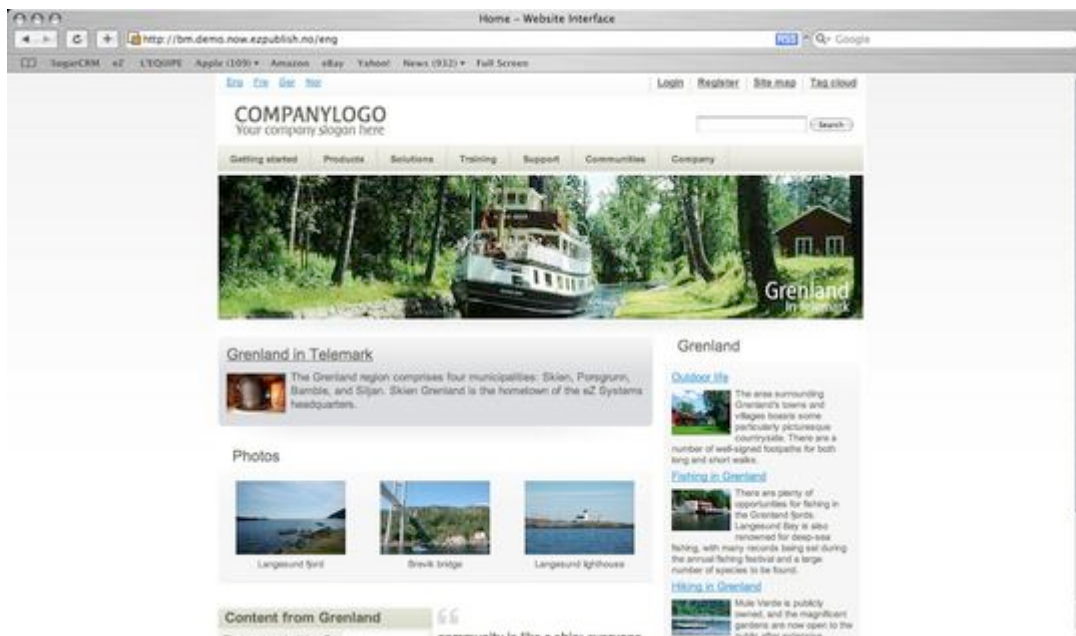 Home – Website Interface
http://bm.demo.now.ezpublish.no/eng
RSS
Google
SugarCRM eZ L'EQUIPE Apple (109) Amazon eBay Yahoo! News (932) Full Screen
Eng Fre Ger Nor
Login Register Site map Tag cloud
COMPANYLOGO
Your company slogan here
Search
Getting started Products Solutions Training Support Communities Company
Grenland
In Telemark
Grenland in Telemark
The Grenland region comprises four municipalities: Skien, Porsgrunn,
Bamble, and Siljan. Skien Grenland is the hometown of the eZ Systems
headquarters.
Photos
Langesund fjord
Brevik bridge
Langesund lighthouse
Content from Grenland
Grenland
Outdoor life
The area surrounding
Grenland's towns and
villages boasts some
particularly picturesque
countryside. There are a
number of well-signed footpaths for both
long and short walks.
Fishing in Grenland
There are plenty of
opportunities for fishing in
the Grenland fjords.
Langesund Bay is also
renowned for deep-sea
fishing, with many records being set during
the annual fishing festival and a large
number of species to be found.
Hiking in Grenland
Mule Varde is publicly
owned, and the magnificent
gardens are now open to the